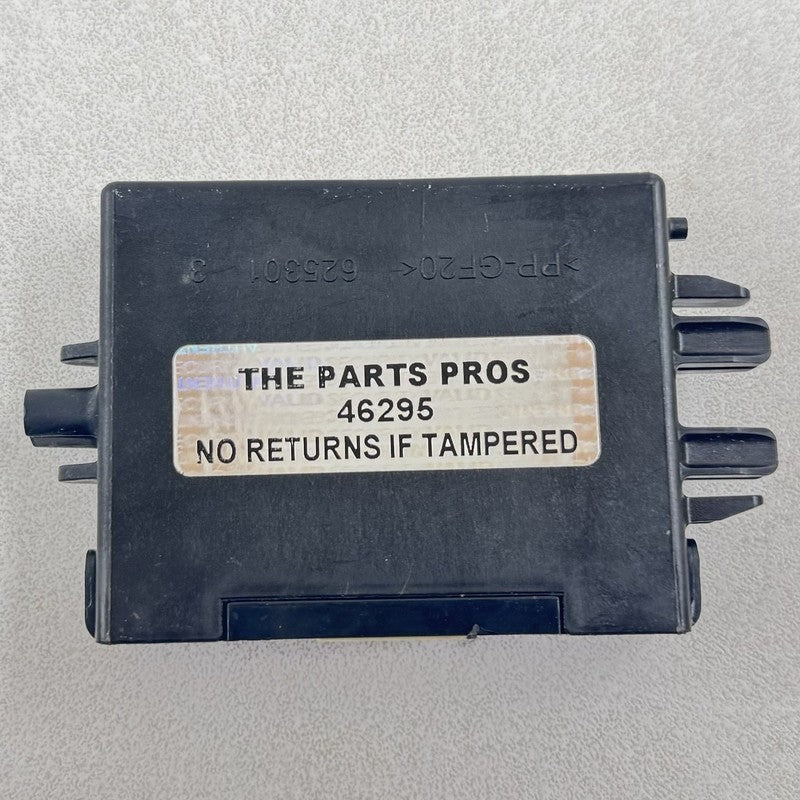 >PP-GF20< 625301 3
THE PARTS PROS
46295
NO RETURNS IF TAMPERED